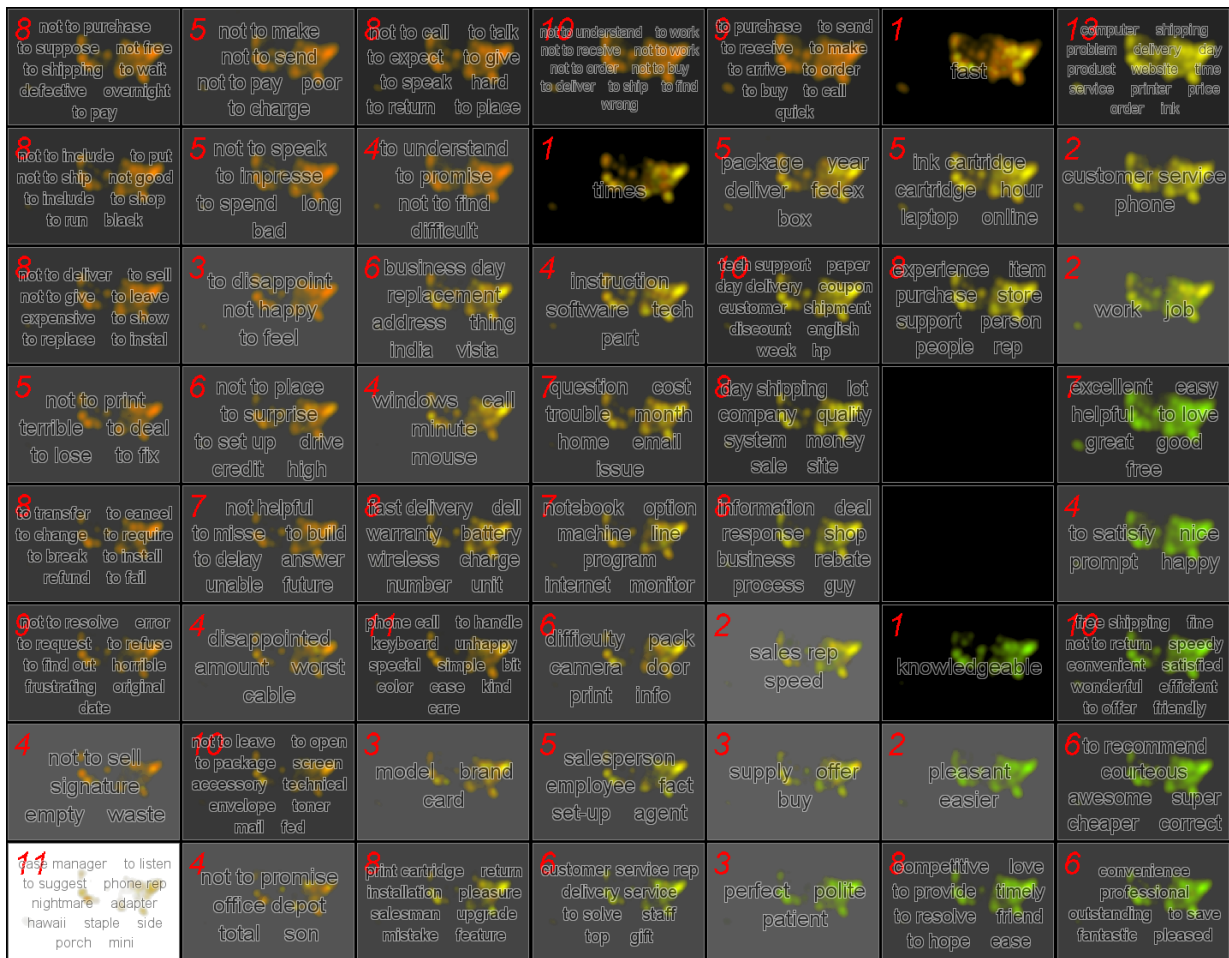 8
not to purchase
to suppose not free
to shipping to wait
defective overnight
to pay
5
not to make
not to send
not to pay poor
to charge
8
not to call to talk
to expect to give
to speak hard
to return to place
10
not to understand to work
not to receive not to work
not to order not to buy
to deliver to ship to find
wrong
9
to purchase to send
to receive to make
to arrive to order
to buy to call
quick
1
fast
13
computer shipping
problem delivery day
product website time
service printer price
order ink
8
not to include to put
not to ship not good
to include to shop
to run black
5
not to speak
to impresse
to spend long
bad
4
to understand
to promise
not to find
difficult
1
times
5
package year
deliver fedex
box
5
ink cartridge
cartridge hour
laptop online
2
customer service
phone
8
not to deliver to sell
not to give to leave
expensive to show
to replace to instal
3
to disappoint
not happy
to feel
6
business day
replacement
address thing
india vista
4
instruction
software tech
part
10
tech support paper
day delivery coupon
customer shipment
discount english
week hp
8
experience item
purchase store
support person
people rep
2
work job
5
not to print
terrible to deal
to lose to fix
6
not to place
to surprise
to set up drive
credit high
4
windows call
minute
mouse
7
question cost
trouble month
home email
issue
8
day shipping lot
company quality
system money
sale site
7
excellent easy
helpful to love
great good
free
8
to transfer to cancel
to change to require
to break to install
refund to fail
7
not helpful
to misse to build
to delay answer
unable future
8
fast delivery dell
warranty battery
wireless charge
number unit
7
notebook option
machine line
program
internet monitor
8
information deal
response shop
business rebate
process guy
4
to satisfy nice
prompt happy
9
not to resolve error
to request to refuse
to find out horrible
frustrating original
date
4
disappointed
amount worst
cable
11
phone call to handle
keyboard unhappy
special simple bit
color case kind
care
6
difficulty pack
camera door
print info
2
sales rep
speed
1
knowledgeable
10
free shipping fine
not to return speedy
convenient satisfied
wonderful efficient
to offer friendly
4
not to sell
signature
empty waste
10
not to leave to open
to package screen
accessory technical
envelope toner
mail fed
3
model brand
card
5
salesperson
employee fact
set-up agent
3
supply offer
buy
2
pleasant
easier
6
to recommend
courteous
awesome super
cheaper correct
11
case manager to listen
to suggest phone rep
nightmare adapter
hawaii staple side
porch mini
4
not to promise
office depot
total son
8
print cartridge return
installation pleasure
salesman upgrade
mistake feature
6
customer service rep
delivery service
to solve staff
top gift
3
perfect polite
patient
8
competitive love
to provide timely
to resolve friend
to hope ease
6
convenience
professional
outstanding to save
fantastic pleased